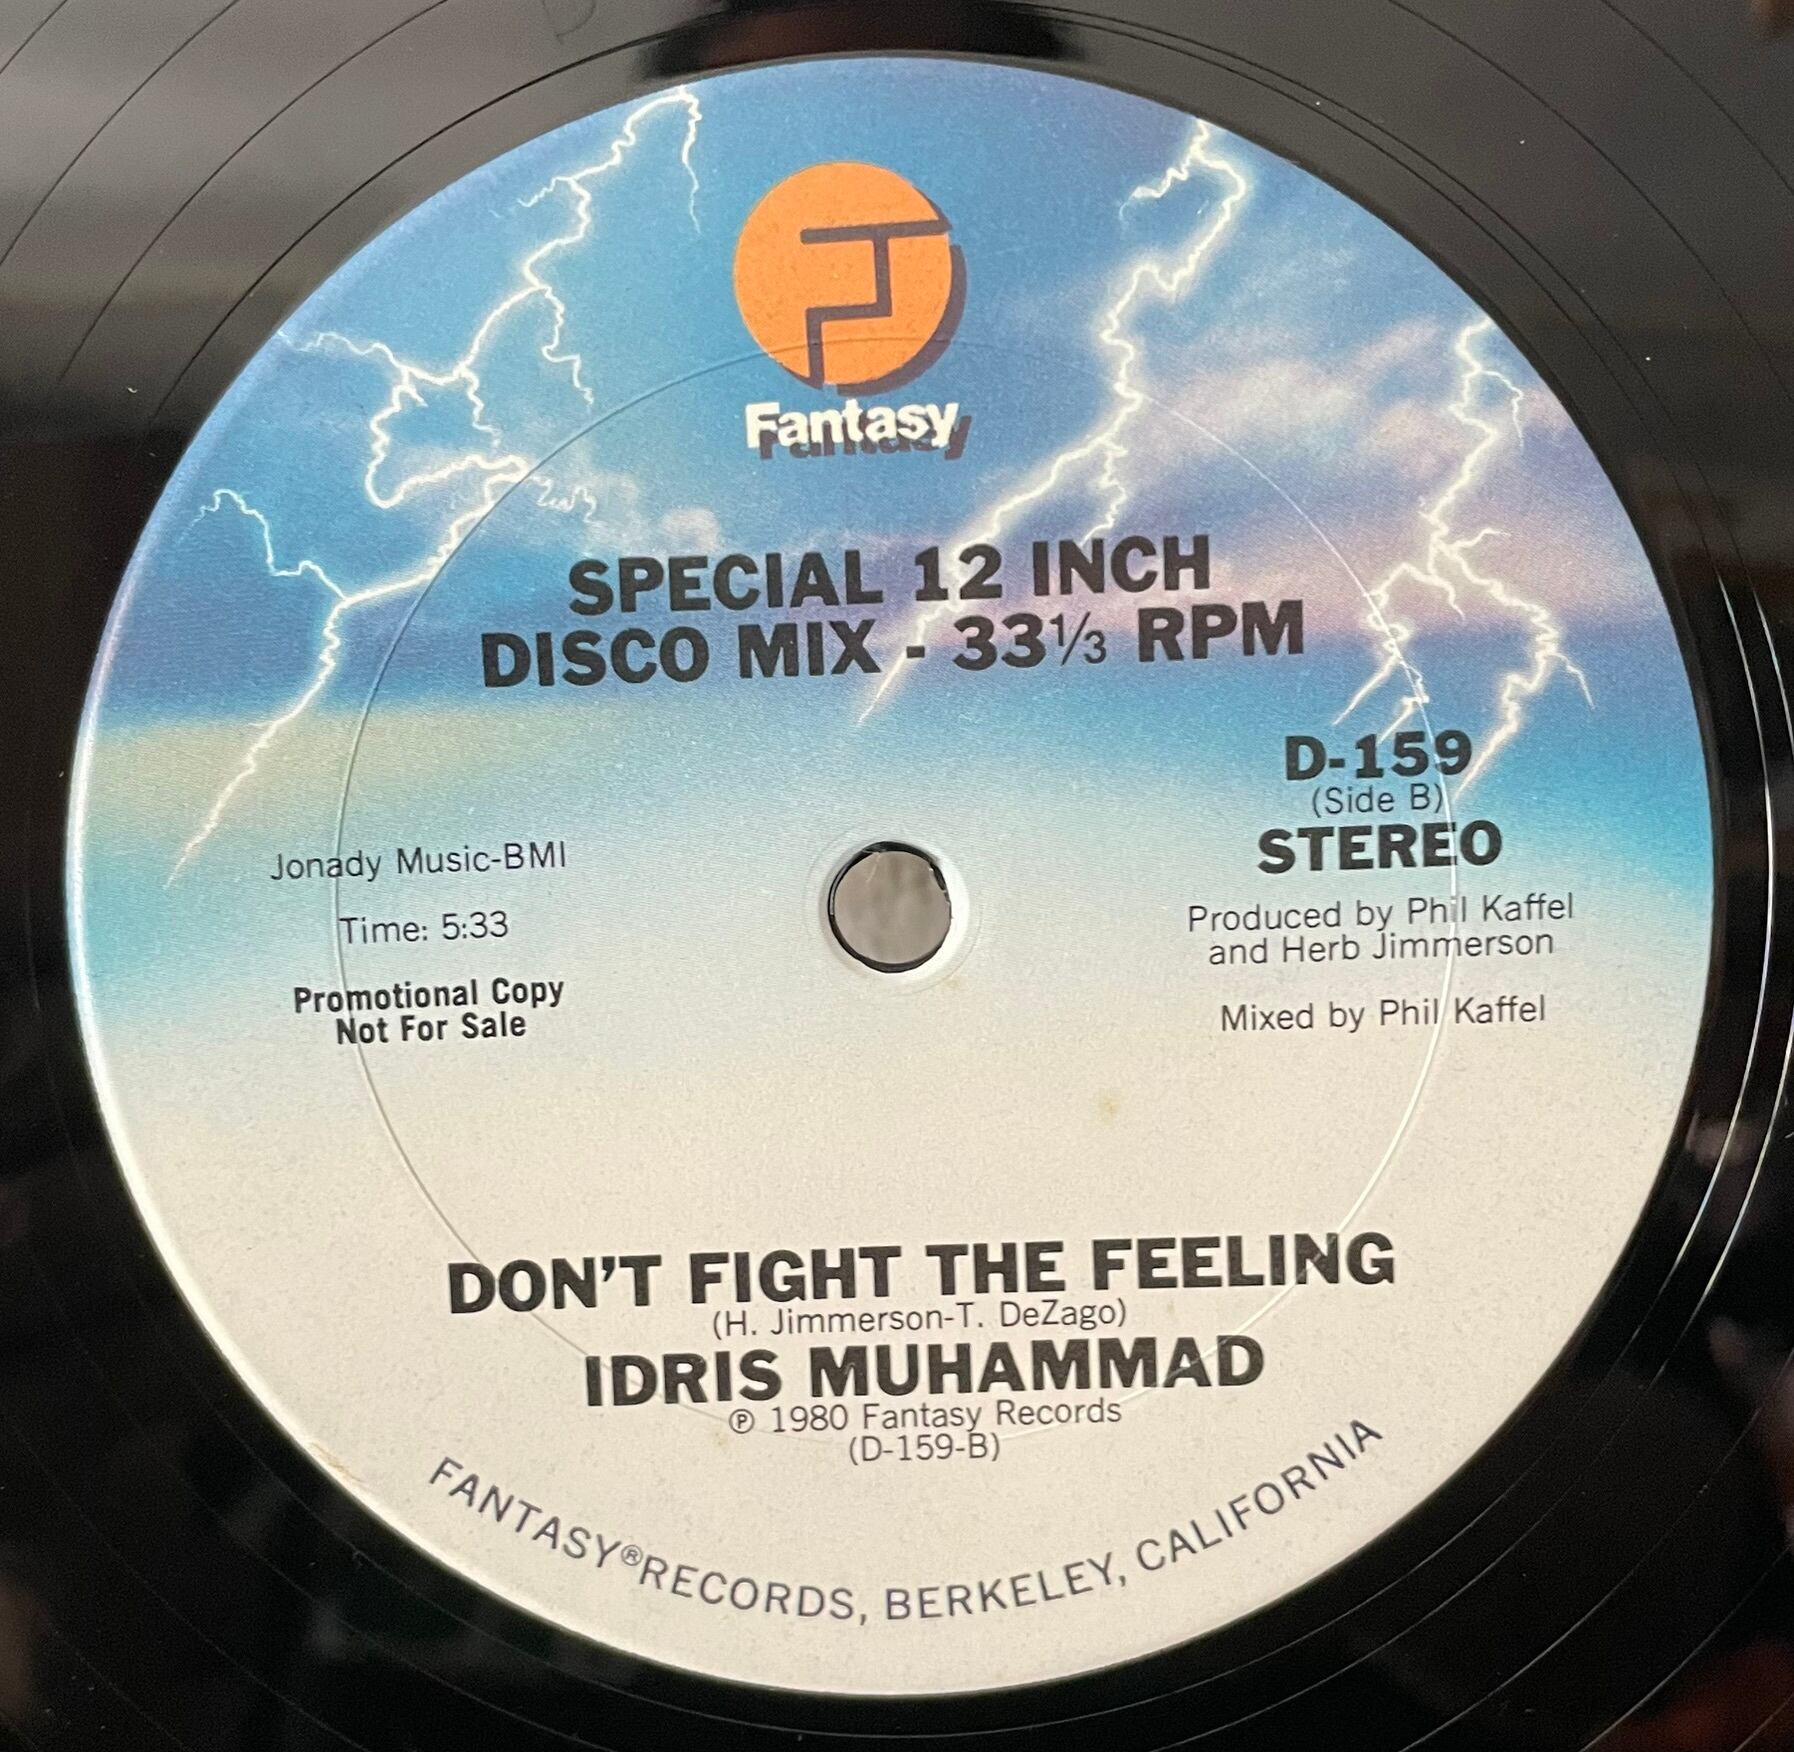 Fantasy
SPECIAL 12 INCH
DISCO MIX - 33⅓ RPM
D-159
(Side B)
STEREO
Jonady Music-BMI
Time: 5:33
Promotional Copy
Not For Sale
Produced by Phil Kaffel
and Herb Jimmerson
Mixed by Phil Kaffel
DON'T FIGHT THE FEELING
(H. Jimmerson-T. DeZago)
IDRIS MUHAMMAD
℗ 1980 Fantasy Records
(D-159-B)
FANTASY® RECORDS, BERKELEY, CALIFORNIA